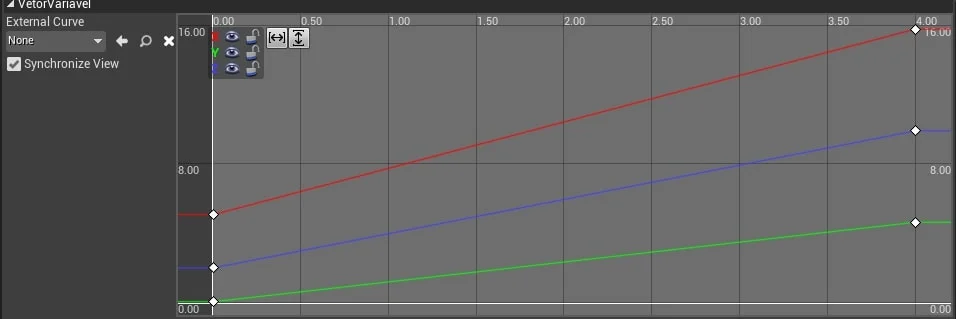 VetorVariavel
External Curve
None
Synchronize View
0.00 0.50 1.00 1.50 2.00 2.50 3.00 3.50 4.00
16.00 16.00
X
Y
Z
8.00 8.00
0.00 0.00